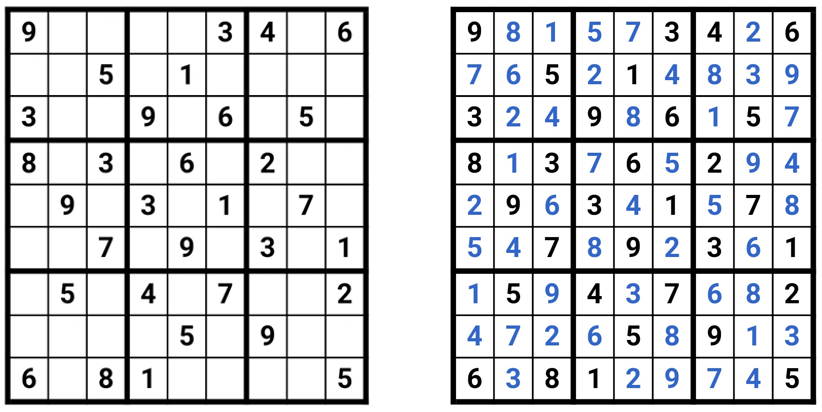 9 3 4 6
5 1
3 9 6 5
8 3 6 2
9 3 1 7
7 9 3 1
5 4 7 2
5 9
6 8 1 5
9 8 1 5 7 3 4 2 6
7 6 5 2 1 4 8 3 9
3 2 4 9 8 6 1 5 7
8 1 3 7 6 5 2 9 4
2 9 6 3 4 1 5 7 8
5 4 7 8 9 2 3 6 1
1 5 9 4 3 7 6 8 2
4 7 2 6 5 8 9 1 3
6 3 8 1 2 9 7 4 5